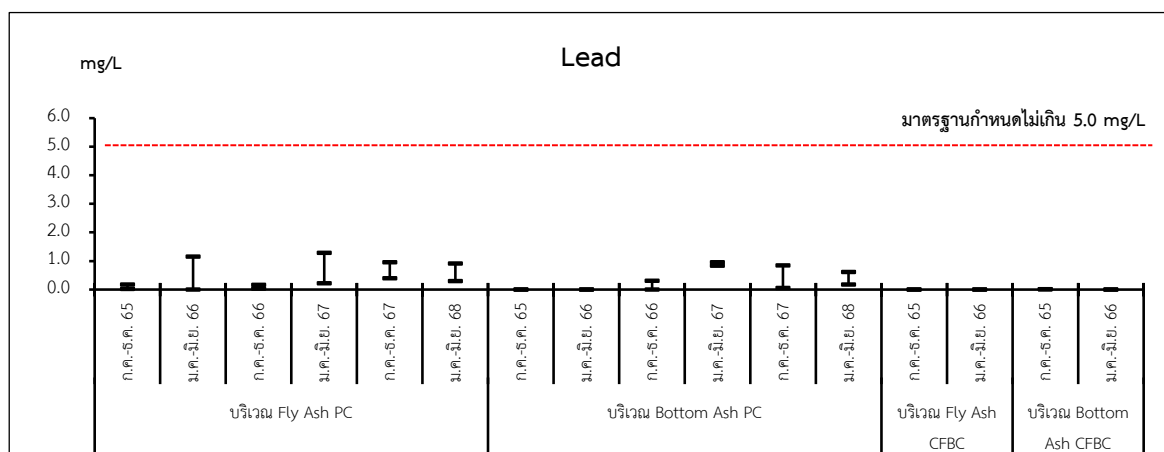 Lead
mg/L
มาตรฐานกำหนดไม่เกิน 5.0 mg/L
6.0
5.0
4.0
3.0
2.0
1.0
0.0
ก.ค.-ธ.ค. 65
ม.ค.-มิ.ย. 66
ก.ค.-ธ.ค. 66
ม.ค.-มิ.ย. 67
ก.ค.-ธ.ค. 67
ม.ค.-มิ.ย. 68
ก.ค.-ธ.ค. 65
ม.ค.-มิ.ย. 66
ก.ค.-ธ.ค. 66
ม.ค.-มิ.ย. 67
ก.ค.-ธ.ค. 67
ม.ค.-มิ.ย. 68
ก.ค.-ธ.ค. 65
ม.ค.-มิ.ย. 66
ก.ค.-ธ.ค. 65
ม.ค.-มิ.ย. 66
บริเวณ Fly Ash PC
บริเวณ Bottom Ash PC
บริเวณ Fly Ash
CFBC
บริเวณ Bottom
Ash CFBC